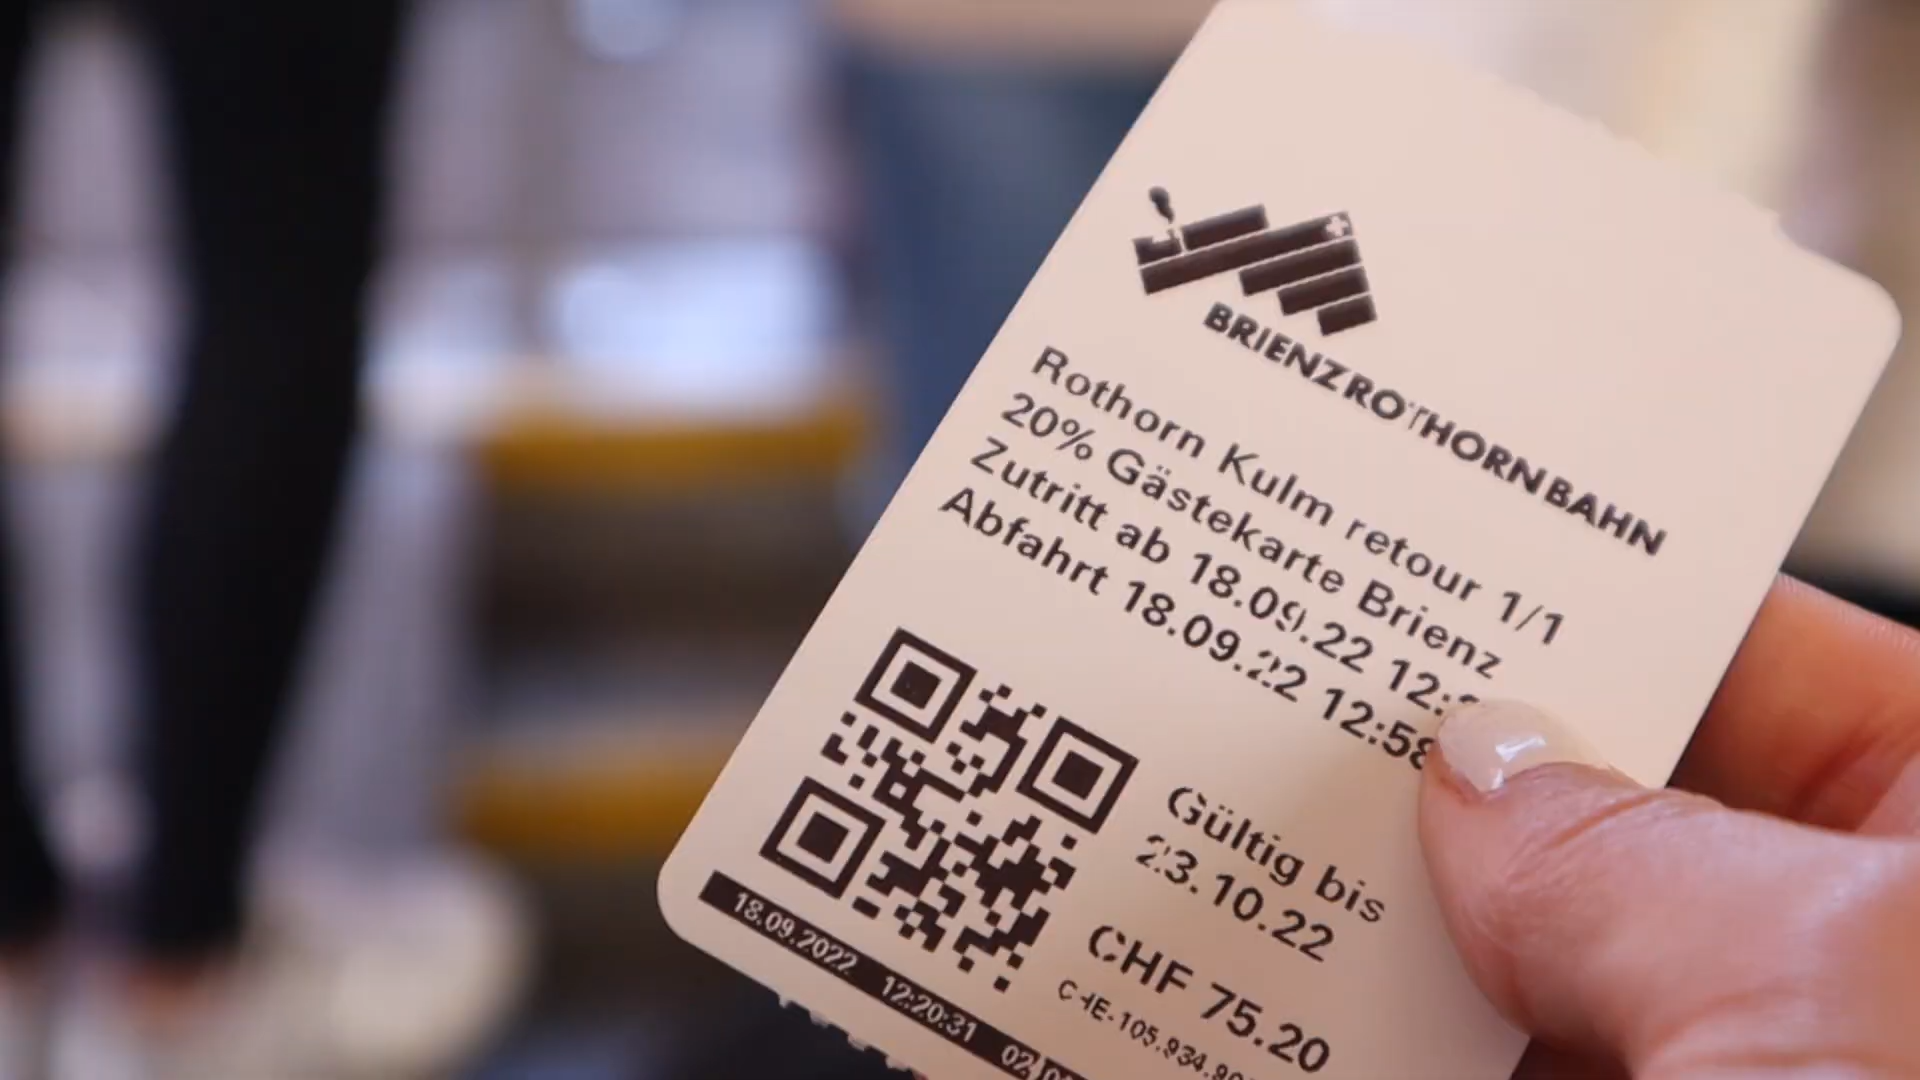 BRIENZ ROTHORN BAHN
Rothorn Kulm retour 1/1
20% Gästekarte Brienz
Zutritt ab 18.09.22
Abfahrt 18.09.22 12:58
Gültig bis
23.10.22
CHF 75.20
18.09.2022 12:20:31